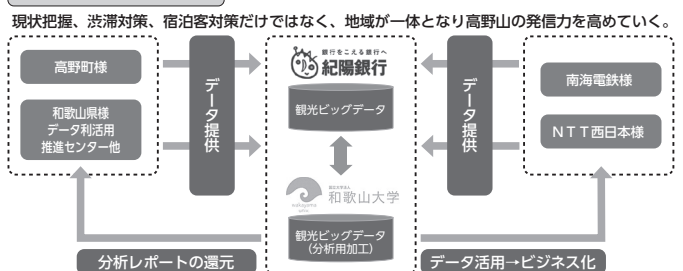 現状把握、渋滞対策、宿泊客対策だけではなく、地域が一体となり高野山の発信力を高めていく。
高野町様
和歌山県様
データ利活用
推進センター他
データ提供
銀行をこえる銀行へ
紀陽銀行
観光ビッグデータ
国立大学法人
和歌山大学
wakayama
観光ビッグデータ
(分析用加工)
データ提供
南海電鉄様
NTT西日本様
分析レポートの還元
データ活用→ビジネス化